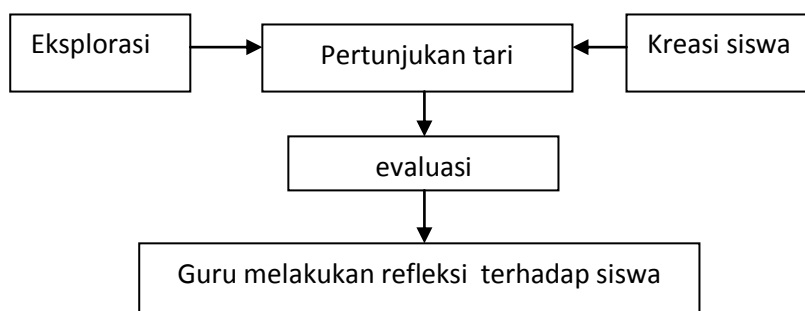 Eksplorasi
Pertunjukan tari
Kreasi siswa
evaluasi
Guru melakukan refleksi terhadap siswa